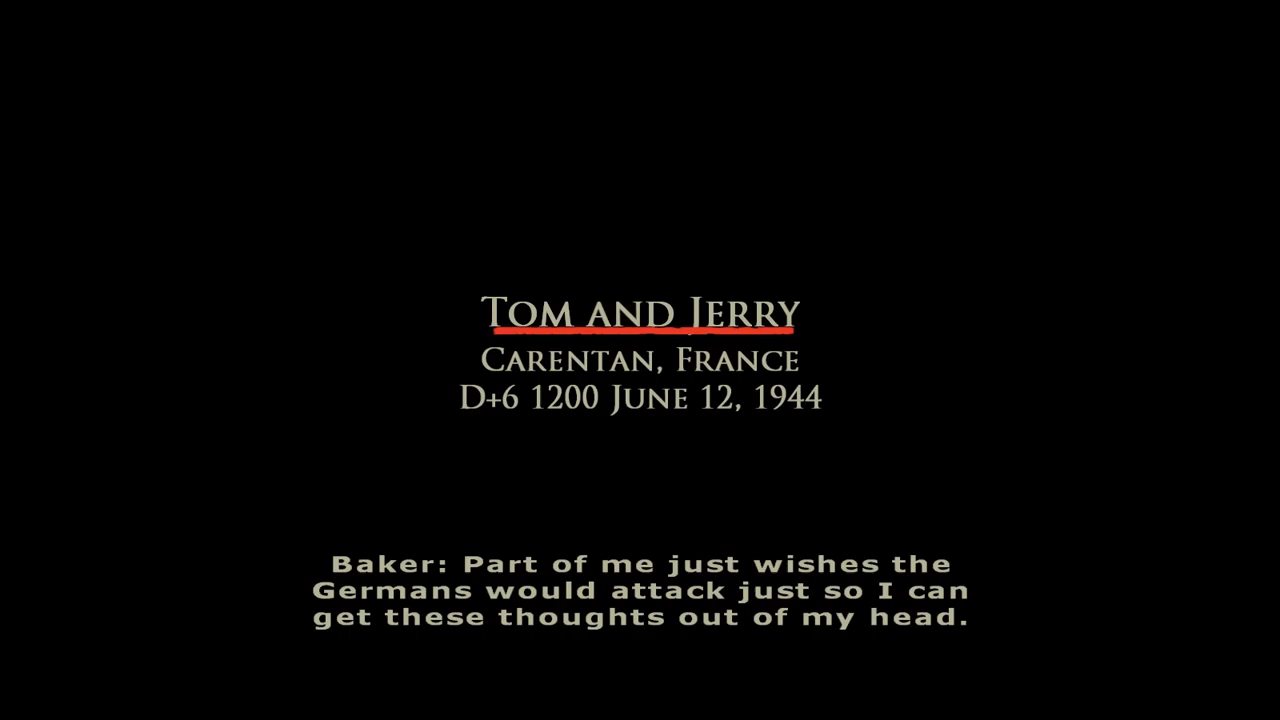 Tom and Jerry
Carentan, France
D+6 1200 June 12, 1944
Baker: Part of me just wishes the
Germans would attack just so I can
get these thoughts out of my head.